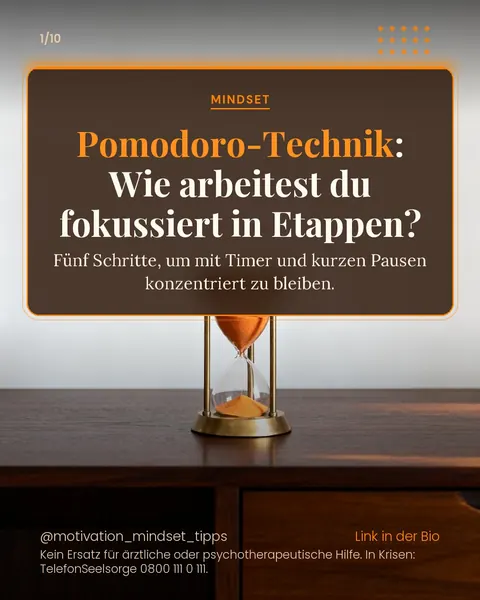 1/10
MINDSET
Pomodoro-Technik:
Wie arbeitest du
fokussiert in Etappen?
Fünf Schritte, um mit Timer und kurzen Pausen
konzentriert zu bleiben.
@motivation_mindset_tipps
Link in der Bio
Kein Ersatz für ärztliche oder psychotherapeutische Hilfe. In Krisen:
TelefonSeelsorge 0800 111 0 111.